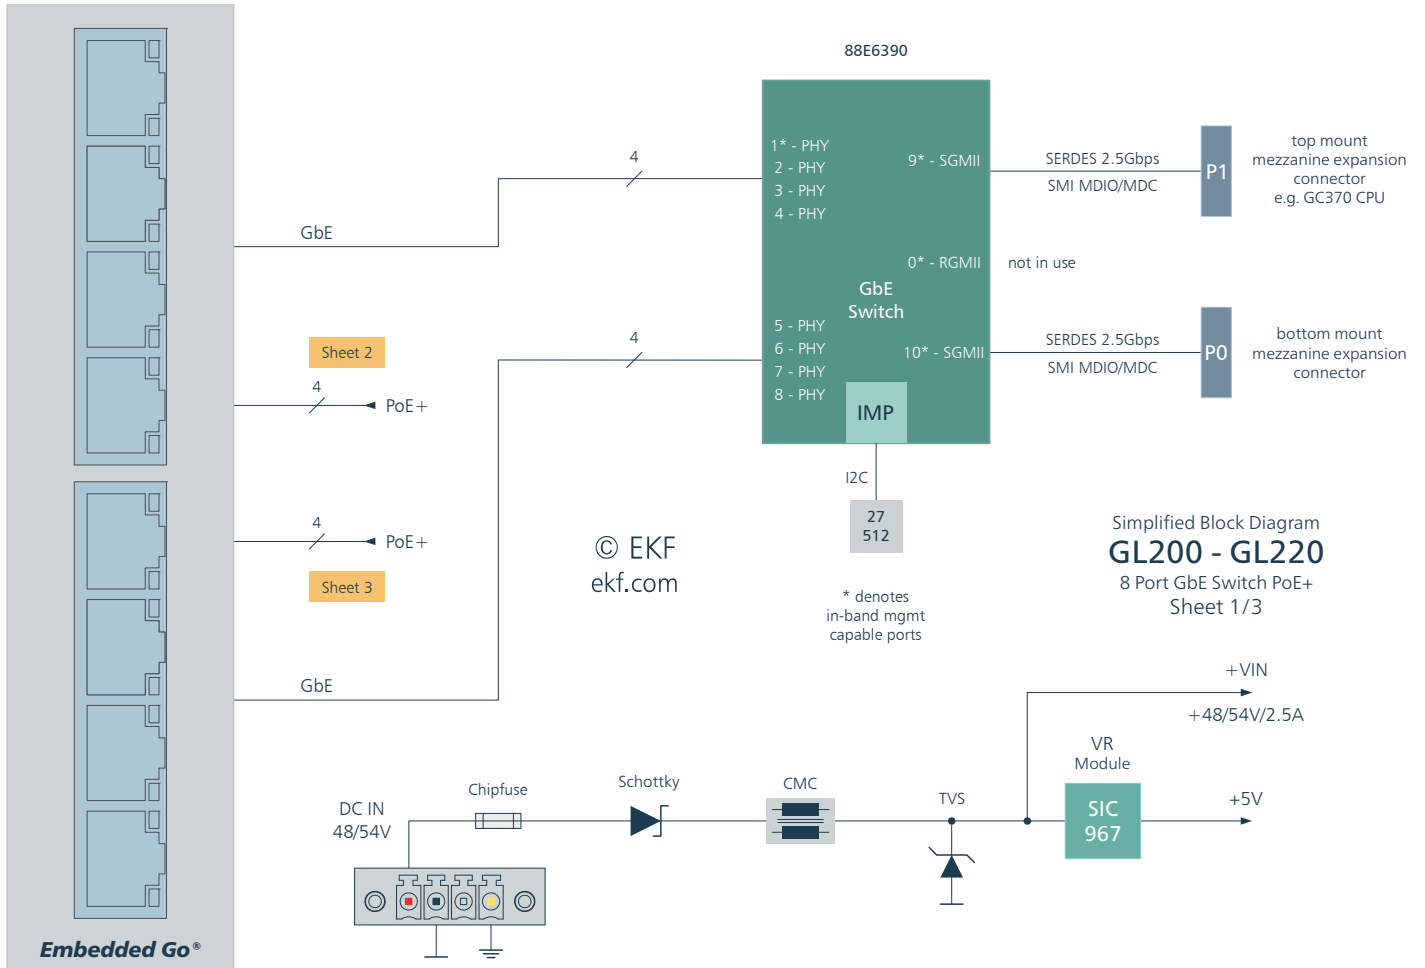 88E6390
1* - PHY
2 - PHY
3 - PHY
4 - PHY
9* - SGMII
0* - RGMII
GbE
Switch
5 - PHY
6 - PHY
7 - PHY
8 - PHY
10* - SGMII
IMP
4
GbE
SERDES 2.5Gbps
SMI MDIO/MDC
P1
top mount
mezzanine expansion
connector
e.g. GC370 CPU
not in use
4
SERDES 2.5Gbps
SMI MDIO/MDC
P0
bottom mount
mezzanine expansion
connector
Sheet 2
4
PoE+
I2C
27
512
4
PoE+
Sheet 3
© EKF
ekf.com
* denotes
in-band mgmt
capable ports
Simplified Block Diagram
GL200 - GL220
8 Port GbE Switch PoE+
Sheet 1/3
GbE
+VIN
+48/54V/2.5A
VR
Module
DC IN
48/54V
Chipfuse
Schottky
CMC
TVS
SIC
967
+5V
Embedded Go®